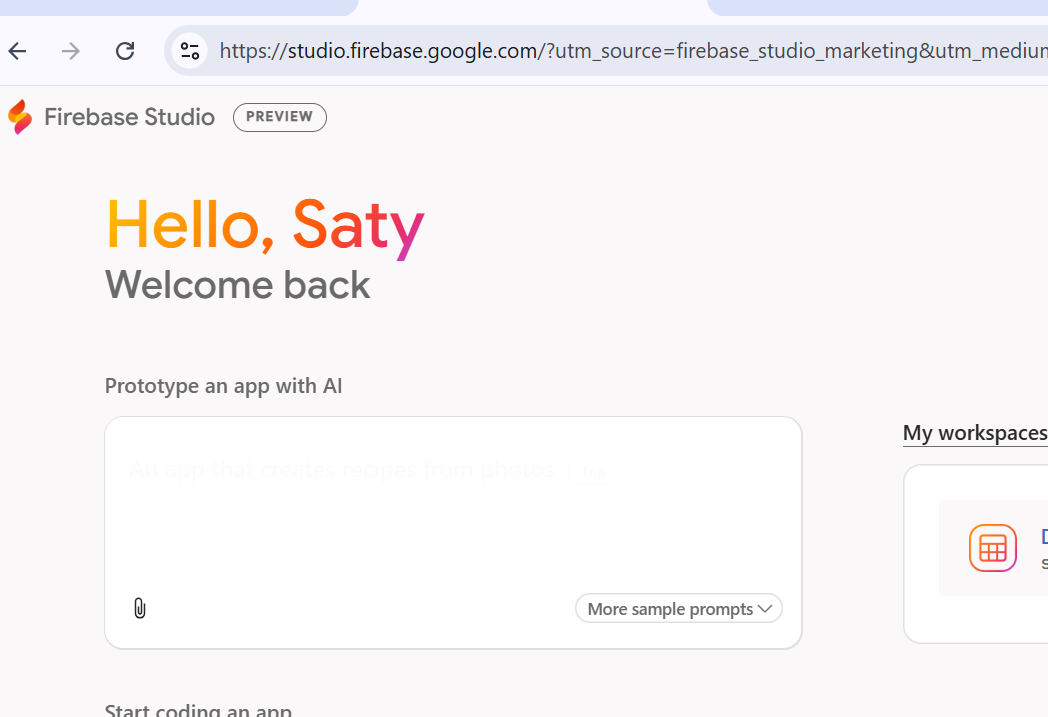 https://studio.firebase.google.com/?utm_source=firebase_studio_marketing&utm_medium
Firebase Studio PREVIEW
Hello, Saty
Welcome back
Prototype an app with AI
An app that creates recipes from photos
More sample prompts
My workspaces
Start coding an app